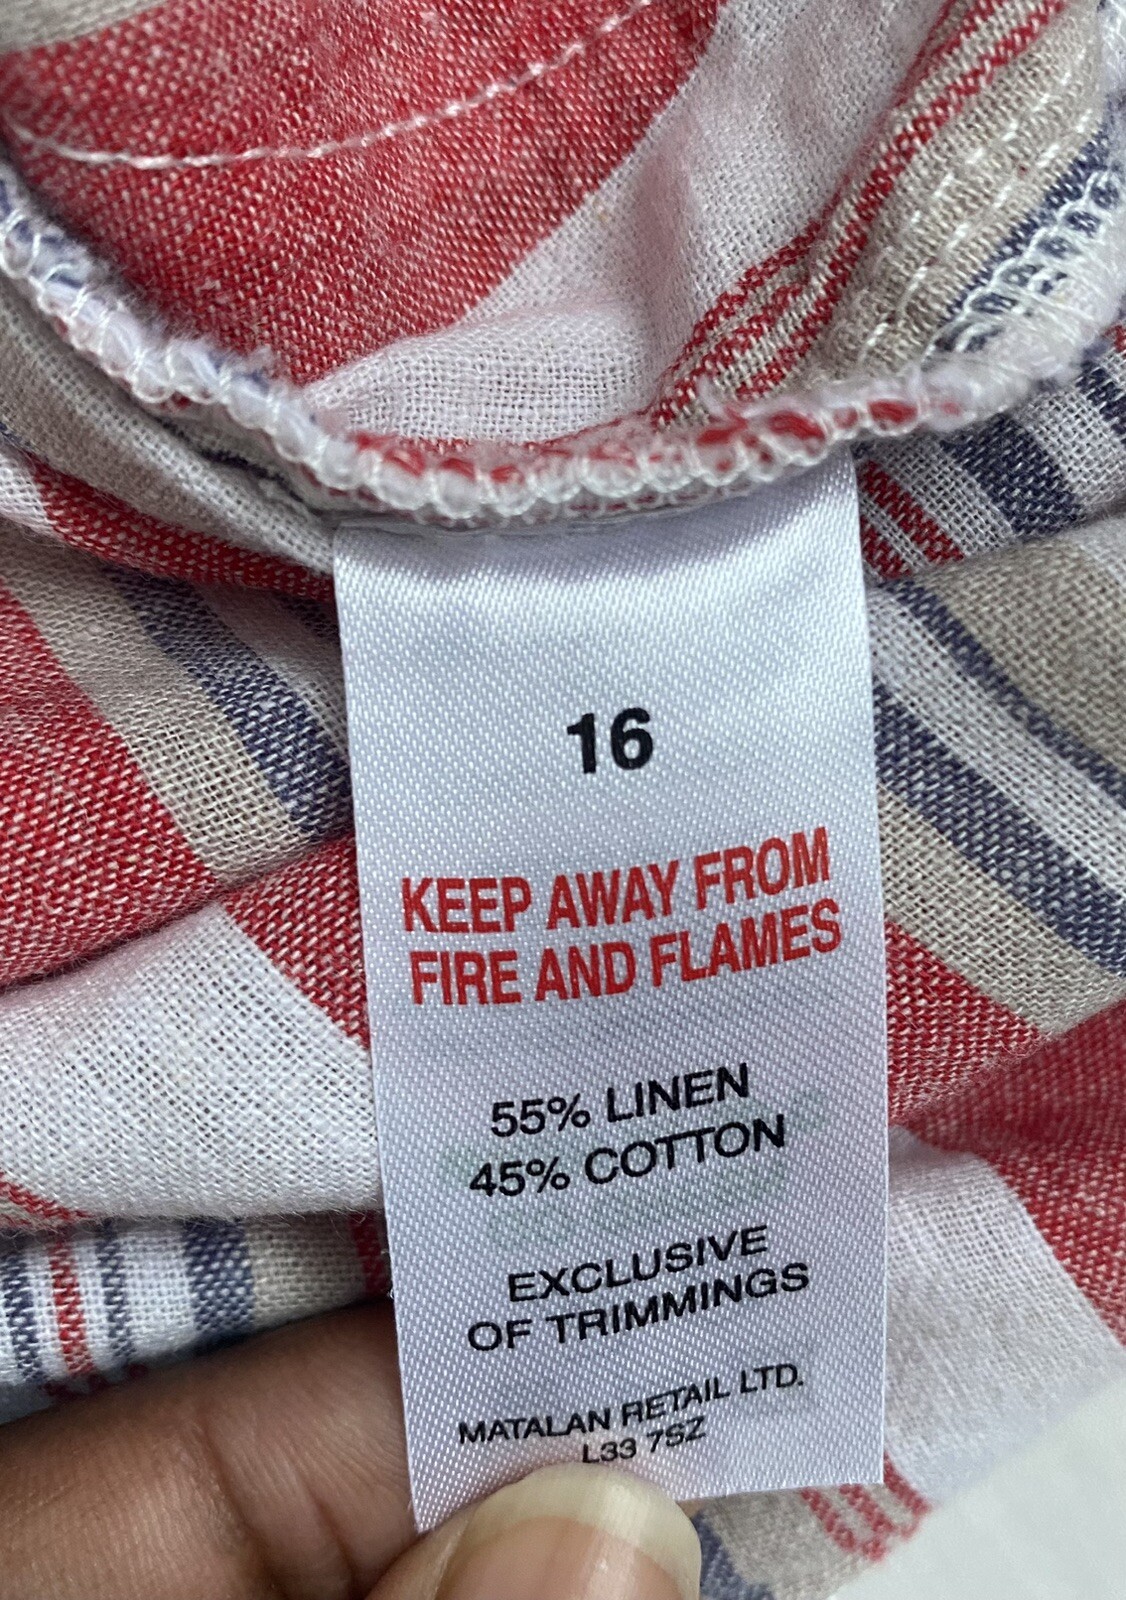 16
KEEP AWAY FROM
FIRE AND FLAMES
55% LINEN
45% COTTON
EXCLUSIVE
OF TRIMMINGS
MATALAN RETAIL LTD.
L33 7SZ